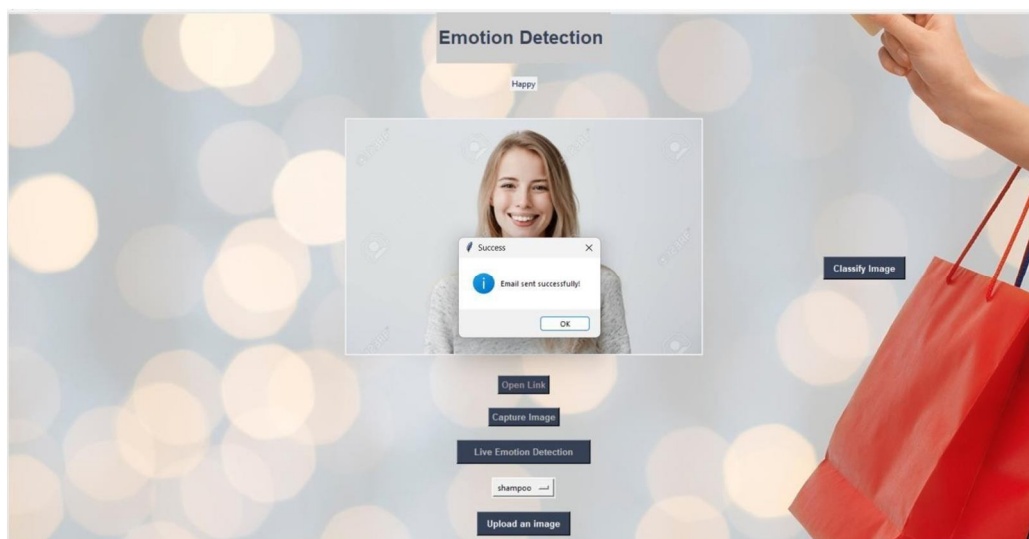 Emotion Detection
Happy
Success
Email sent successfully!
OK
Classify Image
Open Link
Capture Image
Live Emotion Detection
shampoo
Upload an image